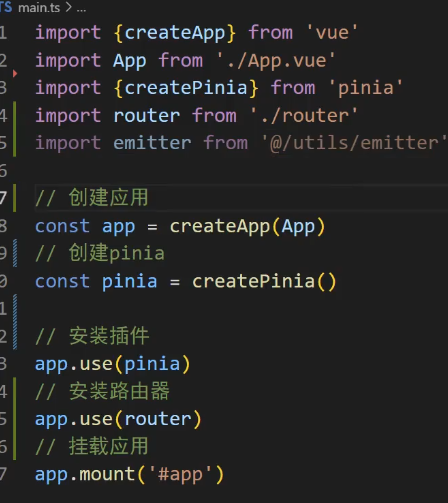 TS main.ts > ...
1 import {createApp} from 'vue'
2 import App from './App.vue'
3 import {createPinia} from 'pinia'
4 import router from './router'
5 import emitter from '@/utils/emitter'
6
7 // 创建应用
8 const app = createApp(App)
9 // 创建pinia
0 const pinia = createPinia()
1
2 // 安装插件
3 app.use(pinia)
4 // 安装路由器
5 app.use(router)
6 // 挂载应用
7 app.mount('#app')